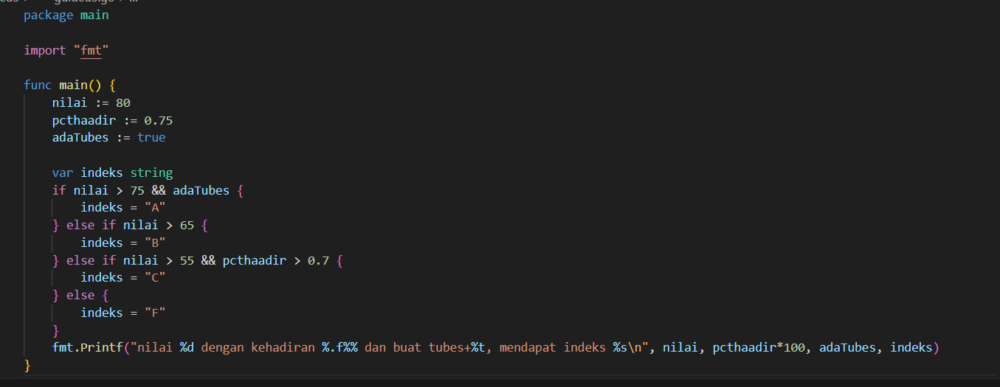 package main
import "fmt"
func main() {
nilai := 80
pcthaadir := 0.75
adaTubes := true
var indeks string
if nilai > 75 && adaTubes {
indeks = "A"
} else if nilai > 65 {
indeks = "B"
} else if nilai > 55 && pcthaadir > 0.7 {
indeks = "C"
} else {
indeks = "F"
}
fmt.Printf("nilai %d dengan kehadiran %.f%% dan buat tubes+%t, mendapat indeks %s\n", nilai, pcthaadir*100, adaTubes, indeks)
}